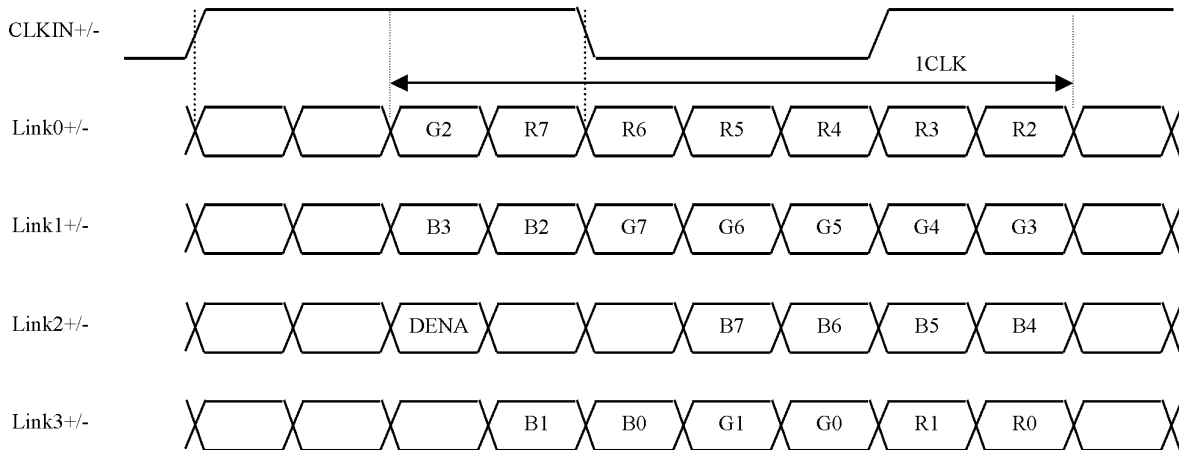 CLKIN+/-
1CLK
Link0+/- G2 R7 R6 R5 R4 R3 R2
Link1+/- B3 B2 G7 G6 G5 G4 G3
Link2+/- DENA B7 B6 B5 B4
Link3+/- B1 B0 G1 G0 R1 R0